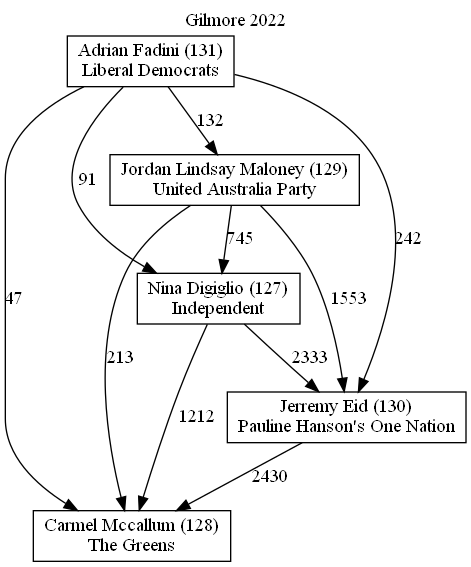 Gilmore 2022
Adrian Fadini (131)
Liberal Democrats
132
Jordan Lindsay Maloney (129)
United Australia Party
91
745
242
Nina Digiglio (127)
Independent
47
213
1553
2333
1212
Jerremy Eid (130)
Pauline Hanson's One Nation
2430
Carmel Mccallum (128)
The Greens